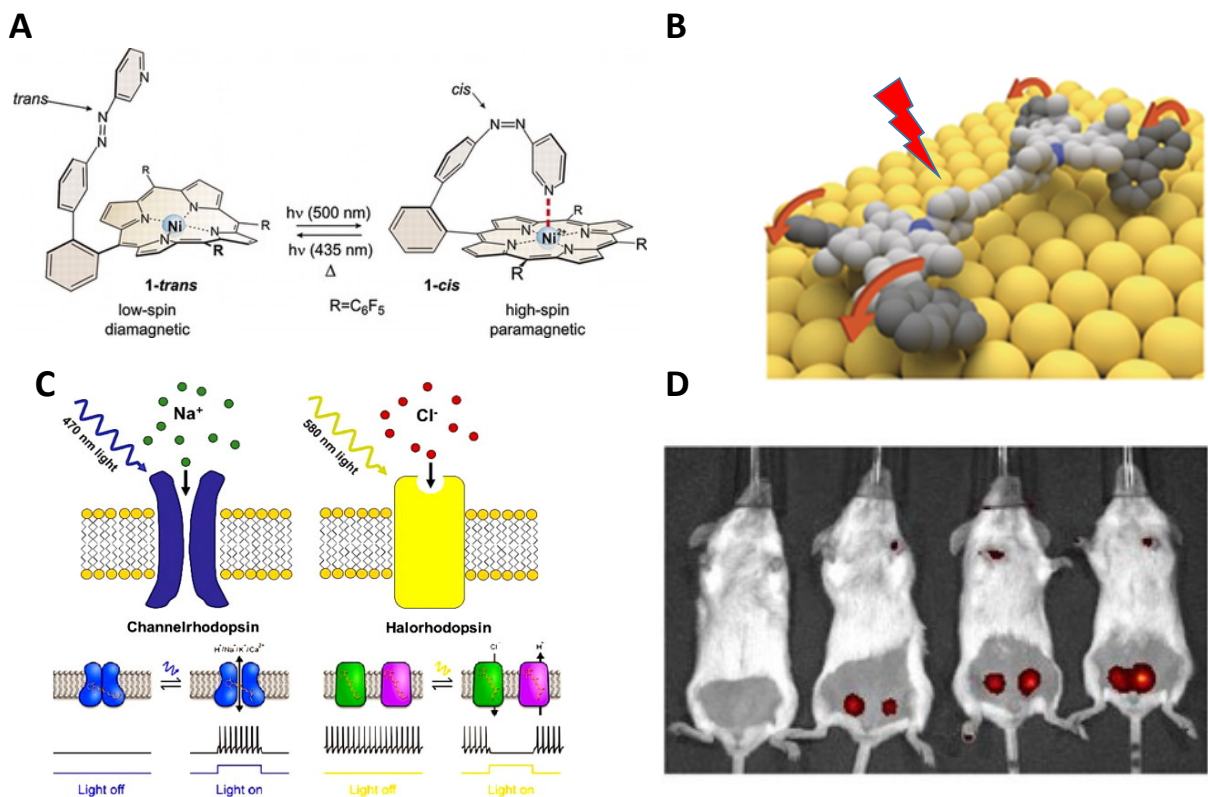 A
trans
N
N
N
R
N
N
N
N
Ni
R
R
1-trans
low-spin
diamagnetic
hν (500 nm)
hν (435 nm)
Δ
R=C₆F₅
cis
N=N
N
R
N
N
N
N
Ni²⁺
R
R
1-cis
high-spin
paramagnetic
B
C
470 nm light
Na⁺
580 nm light
Cl⁻
Channelrhodopsin
Halorhodopsin
H⁺/Na⁺/K⁺/Ca²⁺
Cl⁻
H⁺
Light off
Light on
Light off
Light on
D